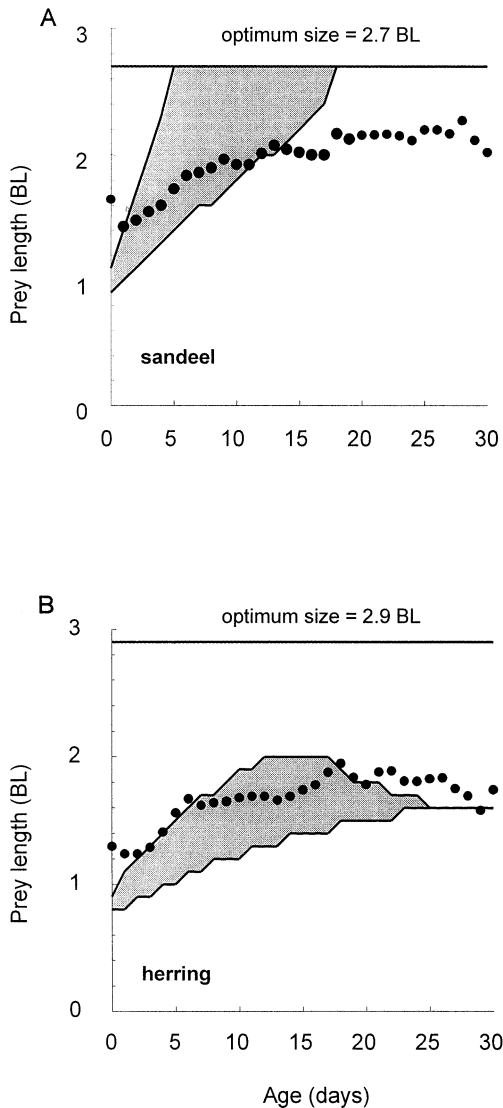 A
optimum size = 2.7 BL
3
2
1
0
Prey length (BL)
sandeel
0 5 10 15 20 25 30
B
optimum size = 2.9 BL
3
2
1
0
Prey length (BL)
herring
0 5 10 15 20 25 30
Age (days)